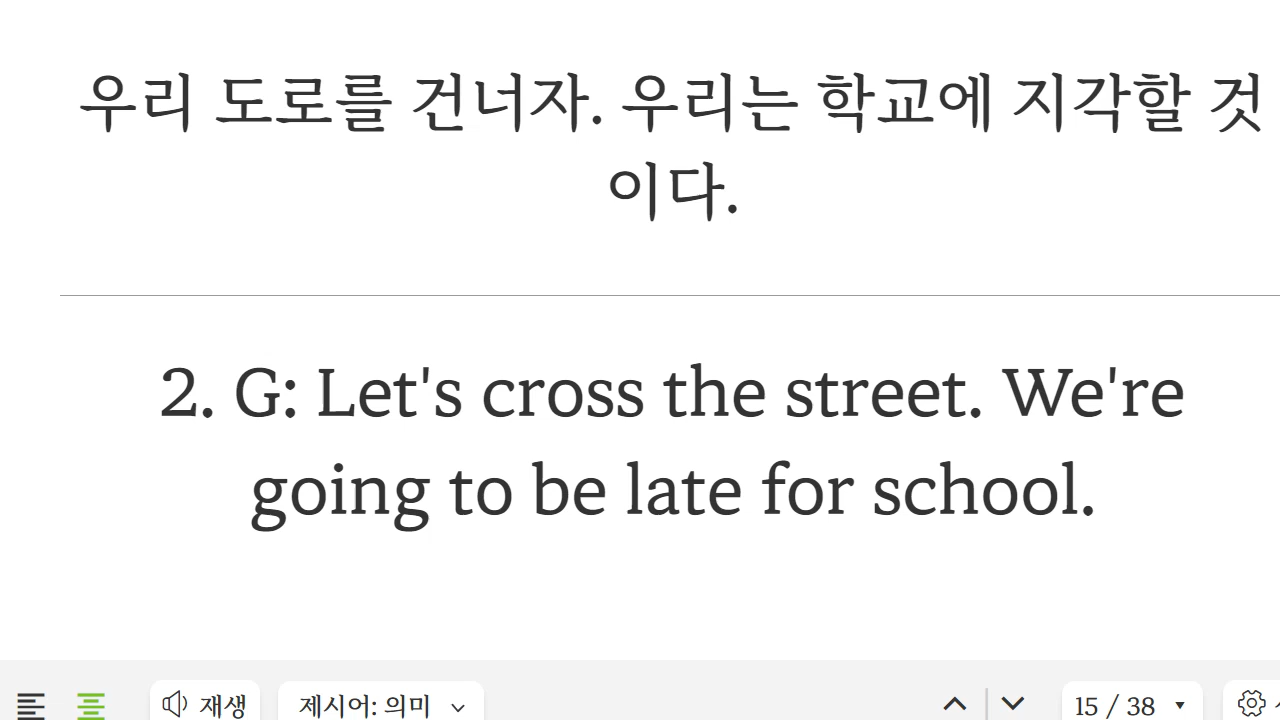 우리 도로를 건너자. 우리는 학교에 지각할 것
이다.
2. G: Let's cross the street. We're
going to be late for school.
재생
제시어: 의미
15 / 38